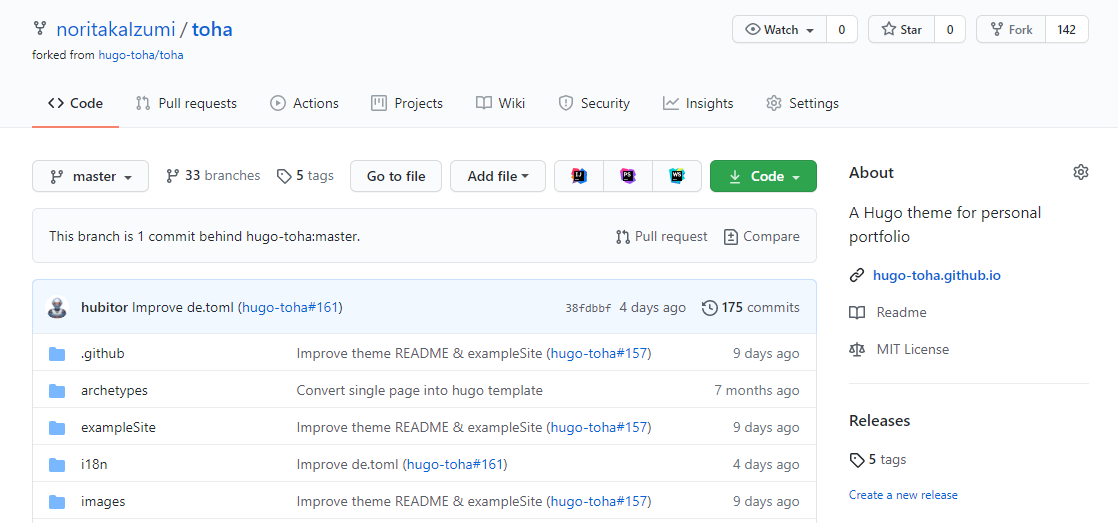 noritakaIzumi / toha
Watch 0 Star 0 Fork 142
forked from hugo-toha/toha
Code Pull requests Actions Projects Wiki Security Insights Settings
master 33 branches 5 tags Go to file Add file IJ PS WS Code
This branch is 1 commit behind hugo-toha:master. Pull request Compare
hubitor Improve de.toml (hugo-toha#161) 38fdbbf 4 days ago 175 commits
.github Improve theme README & exampleSite (hugo-toha#157) 9 days ago
archetypes Convert single page into hugo template 7 months ago
exampleSite Improve theme README & exampleSite (hugo-toha#157) 9 days ago
i18n Improve de.toml (hugo-toha#161) 4 days ago
images Improve theme README & exampleSite (hugo-toha#157) 9 days ago
About
A Hugo theme for personal
portfolio
hugo-toha.github.io
Readme
MIT License
Releases
5 tags
Create a new release